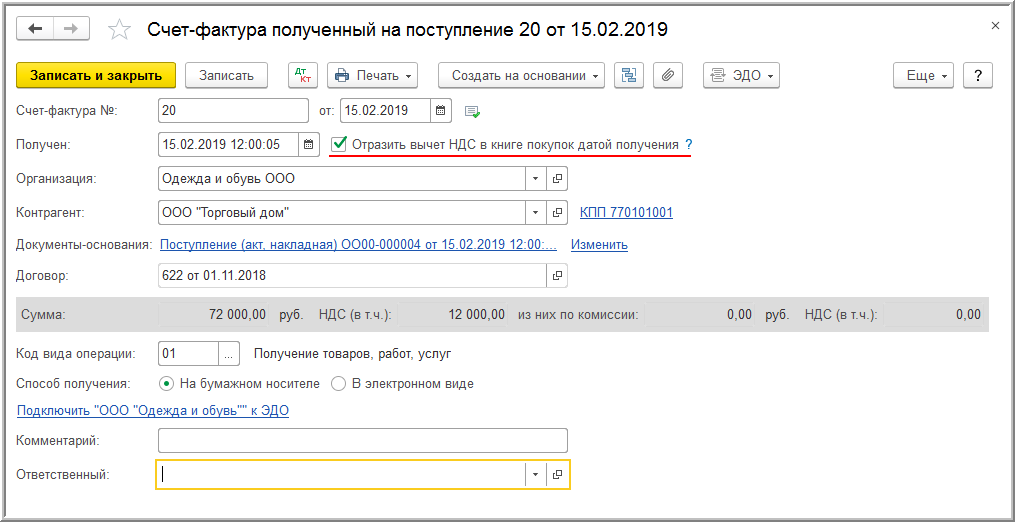 Счет-фактура полученный на поступление 20 от 15.02.2019
Записать и закрыть Записать Дт Кт Печать Создать на основании ЭДО Еще ?
Счет-фактура №: 20 от: 15.02.2019
Получен: 15.02.2019 12:00:05 Отразить вычет НДС в книге покупок датой получения ?
Организация: Одежда и обувь ООО
Контрагент: ООО "Торговый дом" КПП 770101001
Документы-основания: Поступление (акт, накладная) ОО00-000004 от 15.02.2019 12:00:... Изменить
Договор: 622 от 01.11.2018
Сумма: 72 000,00 руб. НДС (в т.ч.): 12 000,00 из них по комиссии: 0,00 руб. НДС (в т.ч.): 0,00
Код вида операции: 01 ... Получение товаров, работ, услуг
Способ получения: На бумажном носителе В электронном виде
Подключить "ООО "Одежда и обувь"" к ЭДО
Комментарий:
Ответственный: